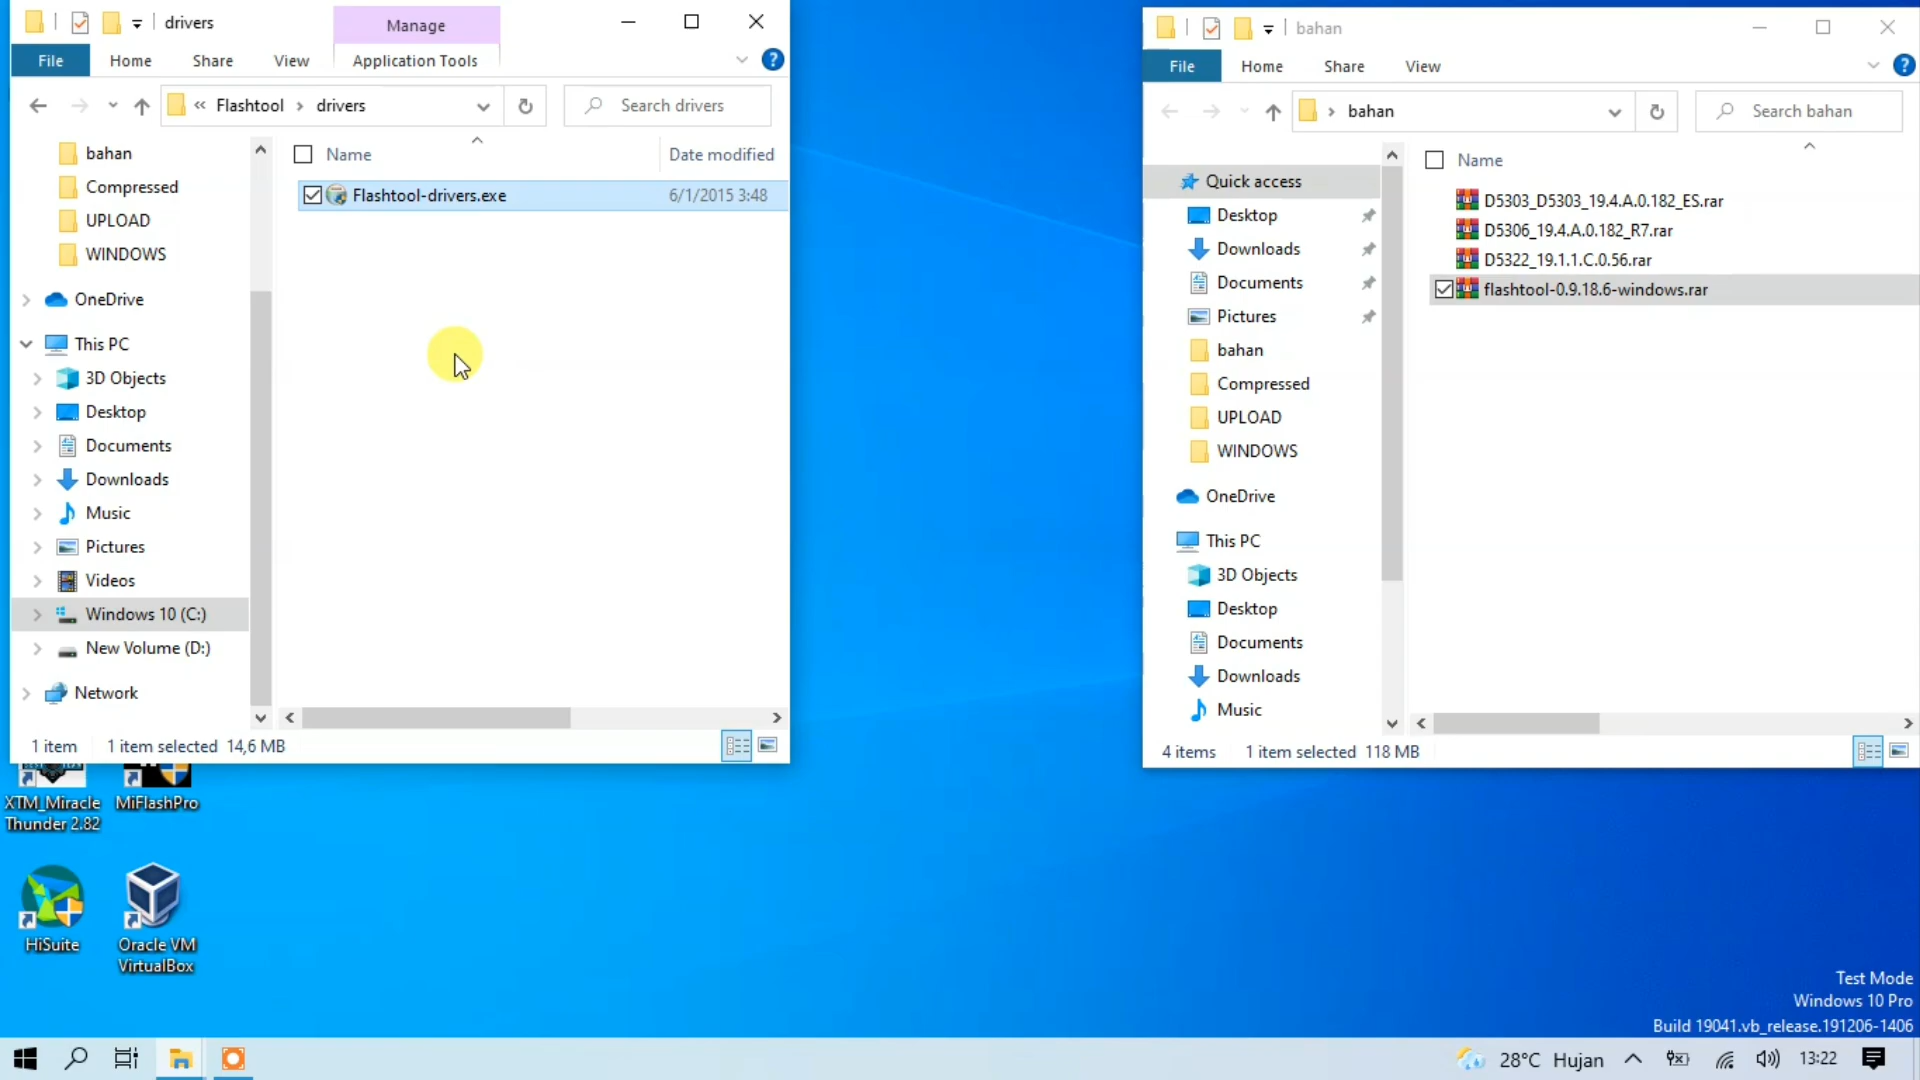 drivers
Manage
File
Home
Share
View
Application Tools
« Flashtool › drivers
Search drivers
bahan
Compressed
UPLOAD
WINDOWS
OneDrive
This PC
3D Objects
Desktop
Documents
Downloads
Music
Pictures
Videos
Windows 10 (C:)
New Volume (D:)
Network
Name
Date modified
Flashtool-drivers.exe
6/1/2015 3:48
1 item
1 item selected 14,6 MB
bahan
File
Home
Share
View
› bahan
Search bahan
Quick access
Desktop
Downloads
Documents
Pictures
bahan
Compressed
UPLOAD
WINDOWS
OneDrive
This PC
3D Objects
Desktop
Documents
Downloads
Music
Name
D5303_D5303_19.4.A.0.182_ES.rar
D5306_19.4.A.0.182_R7.rar
D5322_19.1.1.C.0.56.rar
flashtool-0.9.18.6-windows.rar
4 items
1 item selected 118 MB
XTM_Miracle
Thunder 2.82
MiFlashPro
HiSuite
Oracle VM
VirtualBox
Test Mode
Windows 10 Pro
Build 19041.vb_release.191206-1406
28°C Hujan
13:22